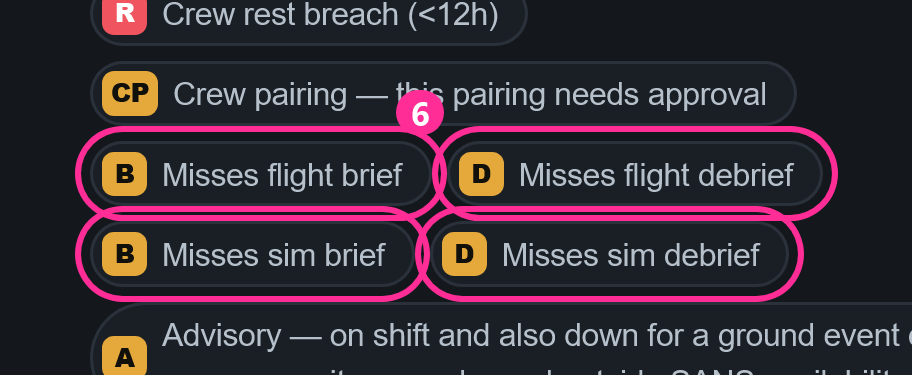 R Crew rest breach (<12h)
CP Crew pairing — this pairing needs approval
6
B Misses flight brief D Misses flight debrief
B Misses sim brief D Misses sim debrief
A Advisory — on shift and also down for a ground event